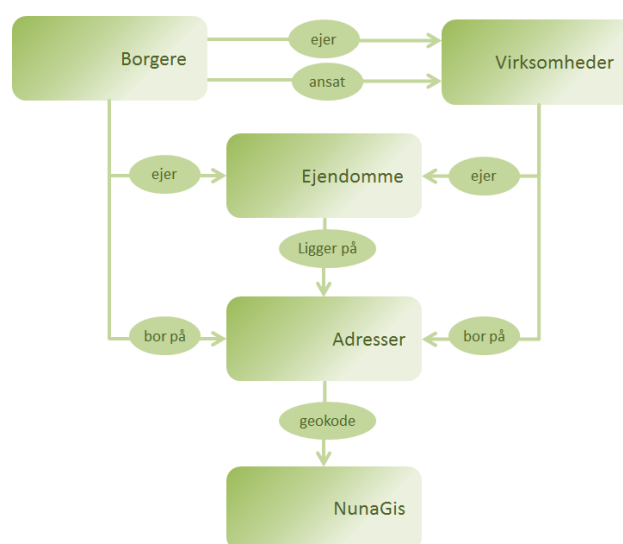 Borgere
ejer
ansat
Virksomheder
ejer
Ejendomme
ejer
Ligger på
bor på
Adresser
bor på
geokode
NunaGis